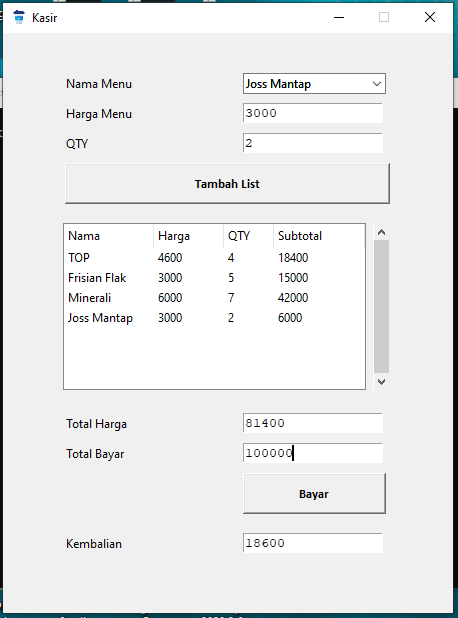 Kasir
Nama Menu Joss Mantap
Harga Menu 3000
QTY 2
Tambah List
Nama Harga QTY Subtotal
TOP 4600 4 18400
Frisian Flak 3000 5 15000
Minerali 6000 7 42000
Joss Mantap 3000 2 6000
Total Harga 81400
Total Bayar 100000
Bayar
Kembalian 18600